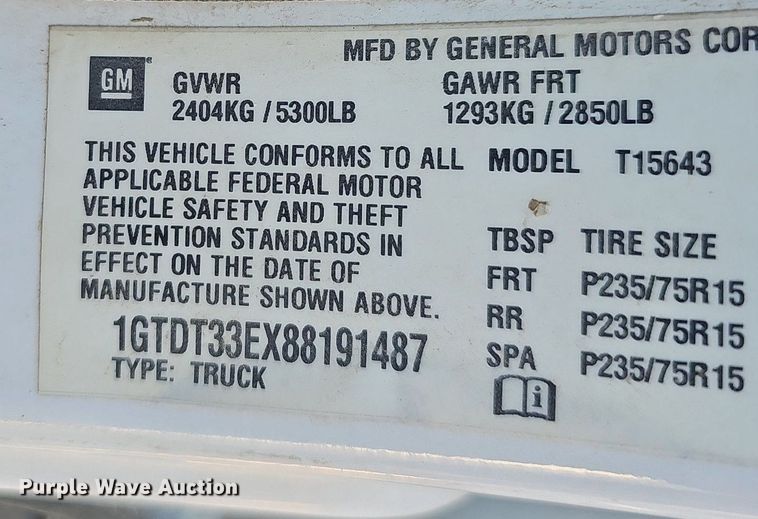 MFD BY GENERAL MOTORS COR
GM
GVWR GAWR FRT
2404KG / 5300LB 1293KG / 2850LB
THIS VEHICLE CONFORMS TO ALL
APPLICABLE FEDERAL MOTOR
VEHICLE SAFETY AND THEFT
PREVENTION STANDARDS IN
EFFECT ON THE DATE OF
MANUFACTURE SHOWN ABOVE.
1GTDT33EX88191487
TYPE: TRUCK
MODEL T15643
TBSP TIRE SIZE
FRT P235/75R15
RR P235/75R15
SPA P235/75R15
i
Purple Wave Auction